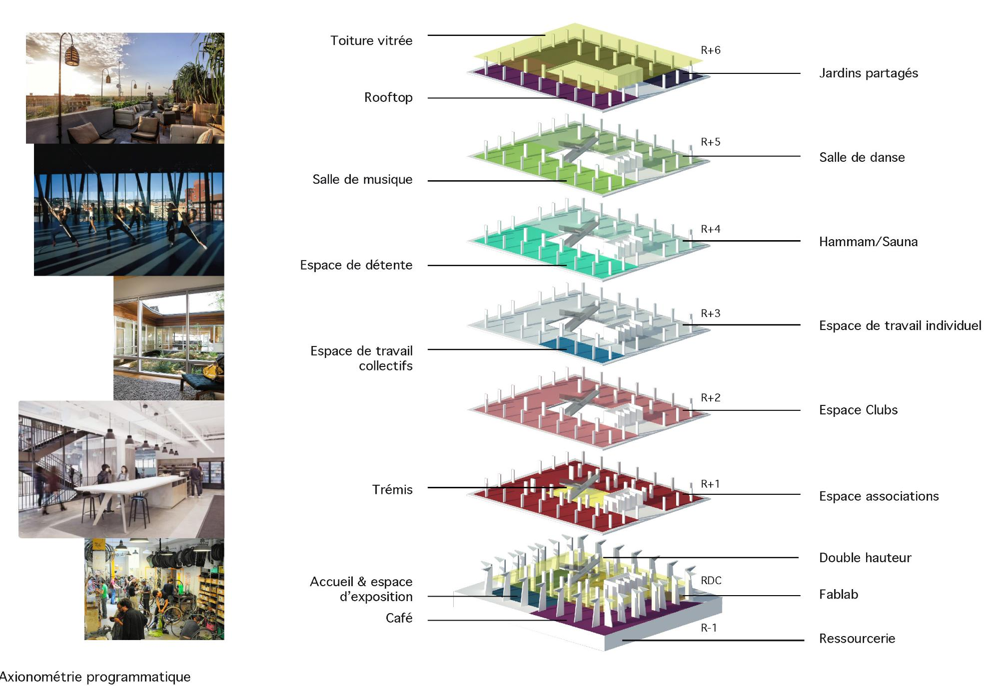 Toiture vitrée
R+6
Jardins partagés
Rooftop
R+5
Salle de danse
Salle de musique
R+4
Hammam/Sauna
Espace de détente
R+3
Espace de travail individuel
Espace de travail
collectifs
R+2
Espace Clubs
R+1
Trémis
Espace associations
Double hauteur
Accueil & espace
d'exposition
RDC
Fablab
Café
R-1
Ressourcerie
Axionométrie programmatique